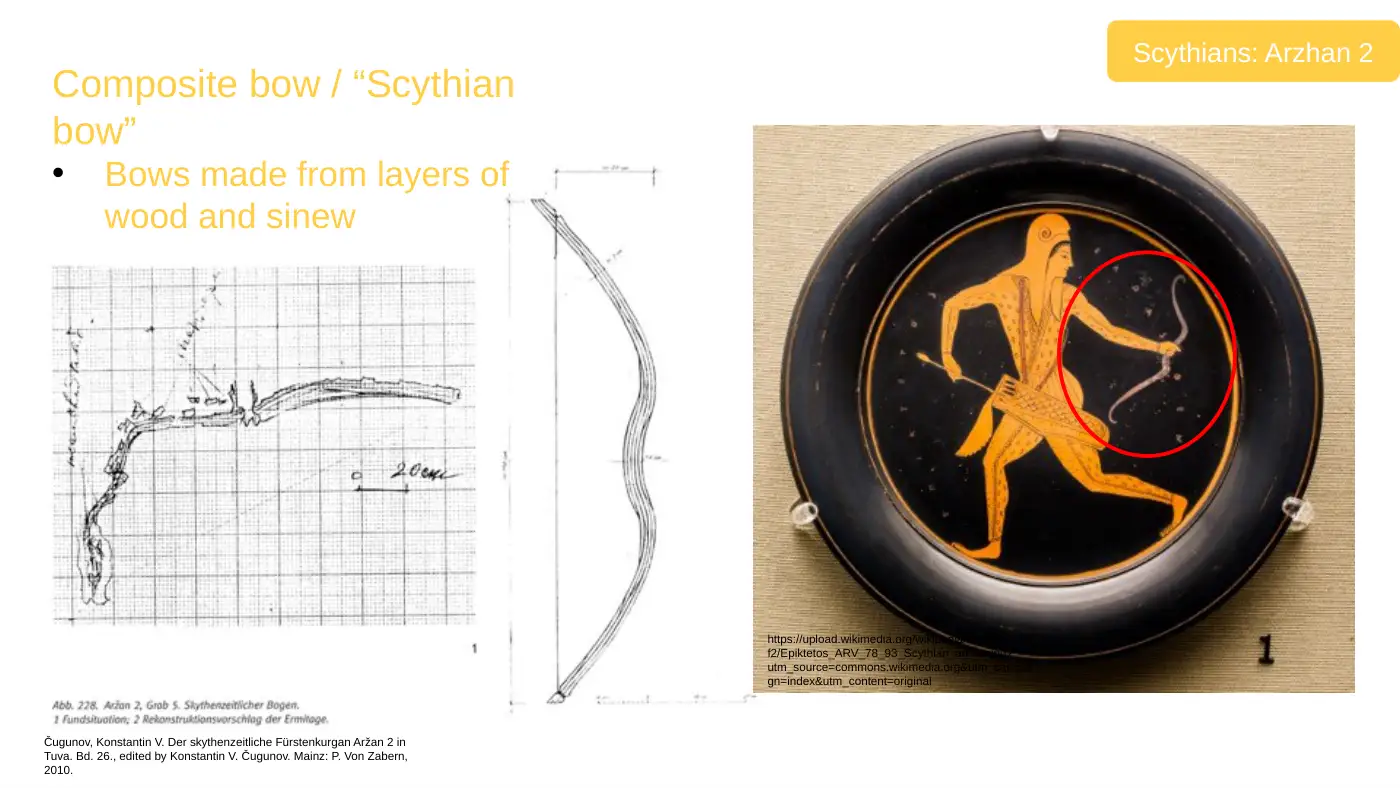 Scythians: Arzhan 2
Composite bow / “Scythian
bow”
• Bows made from layers of
wood and sinew
20 см
1
Abb. 228. Aržan 2, Grab 5. Skythenzeitlicher Bogen.
1 Fundsituation; 2 Rekonstruktionsvorschlag der Ermitage.
Čugunov, Konstantin V. Der skythenzeitliche Fürstenkurgan Aržan 2 in
Tuva. Bd. 26., edited by Konstantin V. Čugunov. Mainz: P. Von Zabern,
2010.
https://upload.wikimedia.org/
f2/Epiktetos_ARV_78_93_Scythian
utm_source=commons.wikimedia.org&utm
gn=index&utm_content=original
1